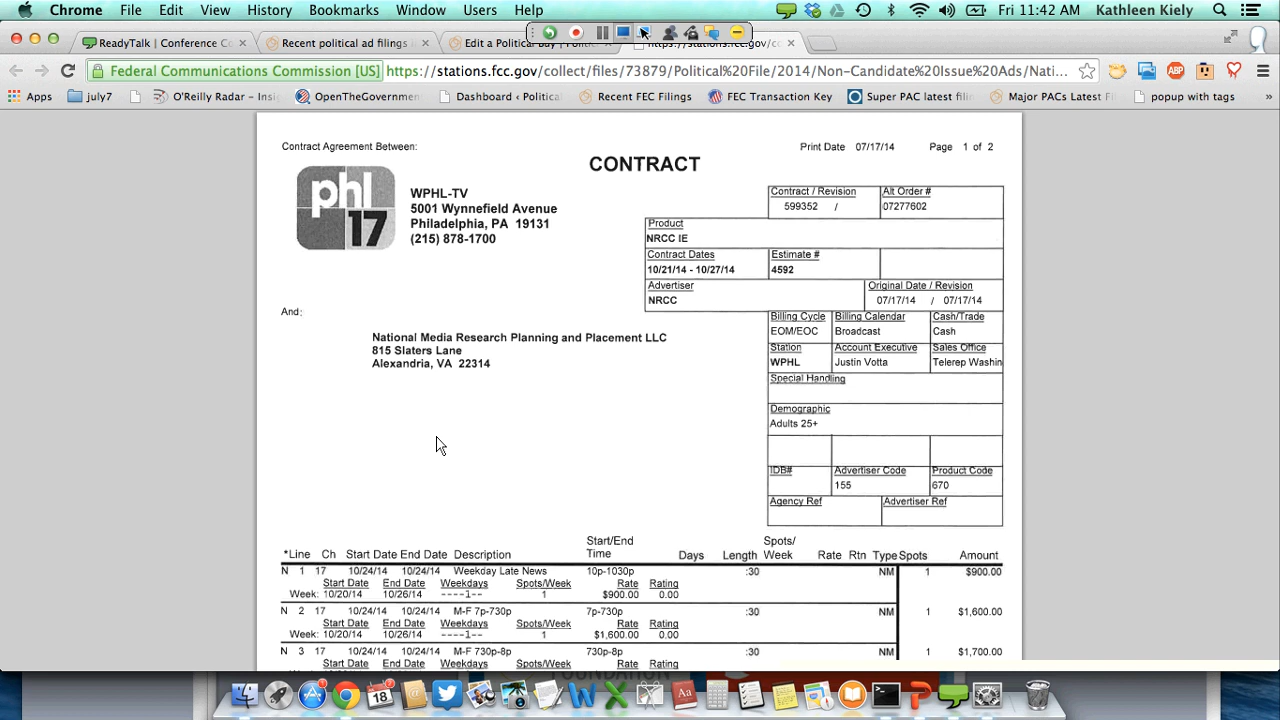 Chrome File Edit View History Bookmarks Window Users Help Fri 11:42 AM Kathleen Kiely
ReadyTalk | Conference Co
Recent political ad filings |
Edit a Political Buy
https://stations.fcc.gov/cc
Federal Communications Commission [US] https://stations.fcc.gov/collect/files/73879/Political%20File/2014/Non-Candidate%20Issue%20Ads/Nati...
Apps july7 O'Reilly Radar - Insi OpenTheGovernmen Dashboard ‹ Political Recent FEC Filings FEC Transaction Key Super PAC latest filin Major PACs Latest F popup with tags »
Contract Agreement Between:
CONTRACT
Print Date 07/17/14 Page 1 of 2
phl
17
WPHL-TV
5001 Wynnefield Avenue
Philadelphia, PA 19131
(215) 878-1700
Contract / Revision
599352 /
Alt Order #
07277602
Product
NRCC IE
Contract Dates
10/21/14 - 10/27/14
Estimate #
4592
Advertiser
NRCC
Original Date / Revision
07/17/14 / 07/17/14
And:
National Media Research Planning and Placement LLC
815 Slaters Lane
Alexandria, VA 22314
Billing Cycle
EOM/EOC
Billing Calendar
Broadcast
Cash/Trade
Cash
Station
WPHL
Account Executive
Justin Votta
Sales Office
Telerep Washin
Special Handling
Demographic
Adults 25+
IDB#
Advertiser Code
155
Product Code
670
Agency Ref
Advertiser Ref
*Line Ch Start Date End Date Description Start/End Time Days Length Spots/Week Rate Rtn Type Spots Amount
N 1 17 10/24/14 10/24/14 Weekday Late News 10p-1030p :30 NM 1 $900.00
Start Date End Date Weekdays Spots/Week Rate Rating
Week: 10/20/14 10/26/14 ----1-- 1 $900.00 0.00
N 2 17 10/24/14 10/24/14 M-F 7p-730p 7p-730p :30 NM 1 $1,600.00
Start Date End Date Weekdays Spots/Week Rate Rating
Week: 10/20/14 10/26/14 ----1-- 1 $1,600.00 0.00
N 3 17 10/24/14 10/24/14 M-F 730p-8p 730p-8p :30 NM 1 $1,700.00
Start Date End Date Weekdays Spots/Week Rate Rating
FOUNDATION
18